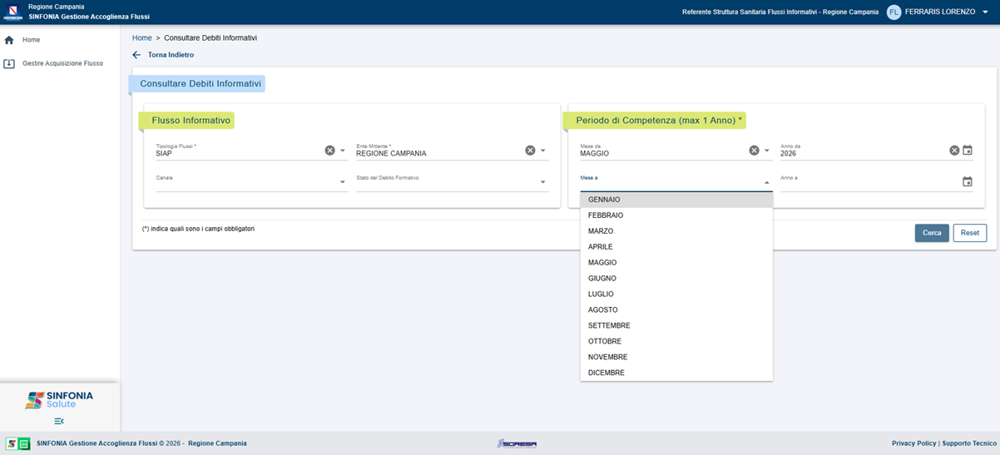 Regione Campania
SINFONIA Gestione Accoglienza Flussi
Referente Struttura Sanitaria Flussi Informativi - Regione Campania
FL
FERRARIS LORENZO
Home
Gestire Acquisizione Flusso
Home > Consultare Debiti Informativi
Torna Indietro
Consultare Debiti Informativi
Flusso Informativo
Tipologia Flussi *
SIAP
Ente Mittente *
REGIONE CAMPANIA
Canale
Stato del Debito Formativo
Periodo di Competenza (max 1 Anno) *
Mese da
MAGGIO
Anno da
2026
Mese a
Anno a
GENNAIO
FEBBRAIO
MARZO
APRILE
MAGGIO
GIUGNO
LUGLIO
AGOSTO
SETTEMBRE
OTTOBRE
NOVEMBRE
DICEMBRE
(*) indica quali sono i campi obbligatori
Cerca
Reset
SINFONIA
Salute
SINFONIA Gestione Accoglienza Flussi © 2026 - Regione Campania
SORESA
Privacy Policy | Supporto Tecnico